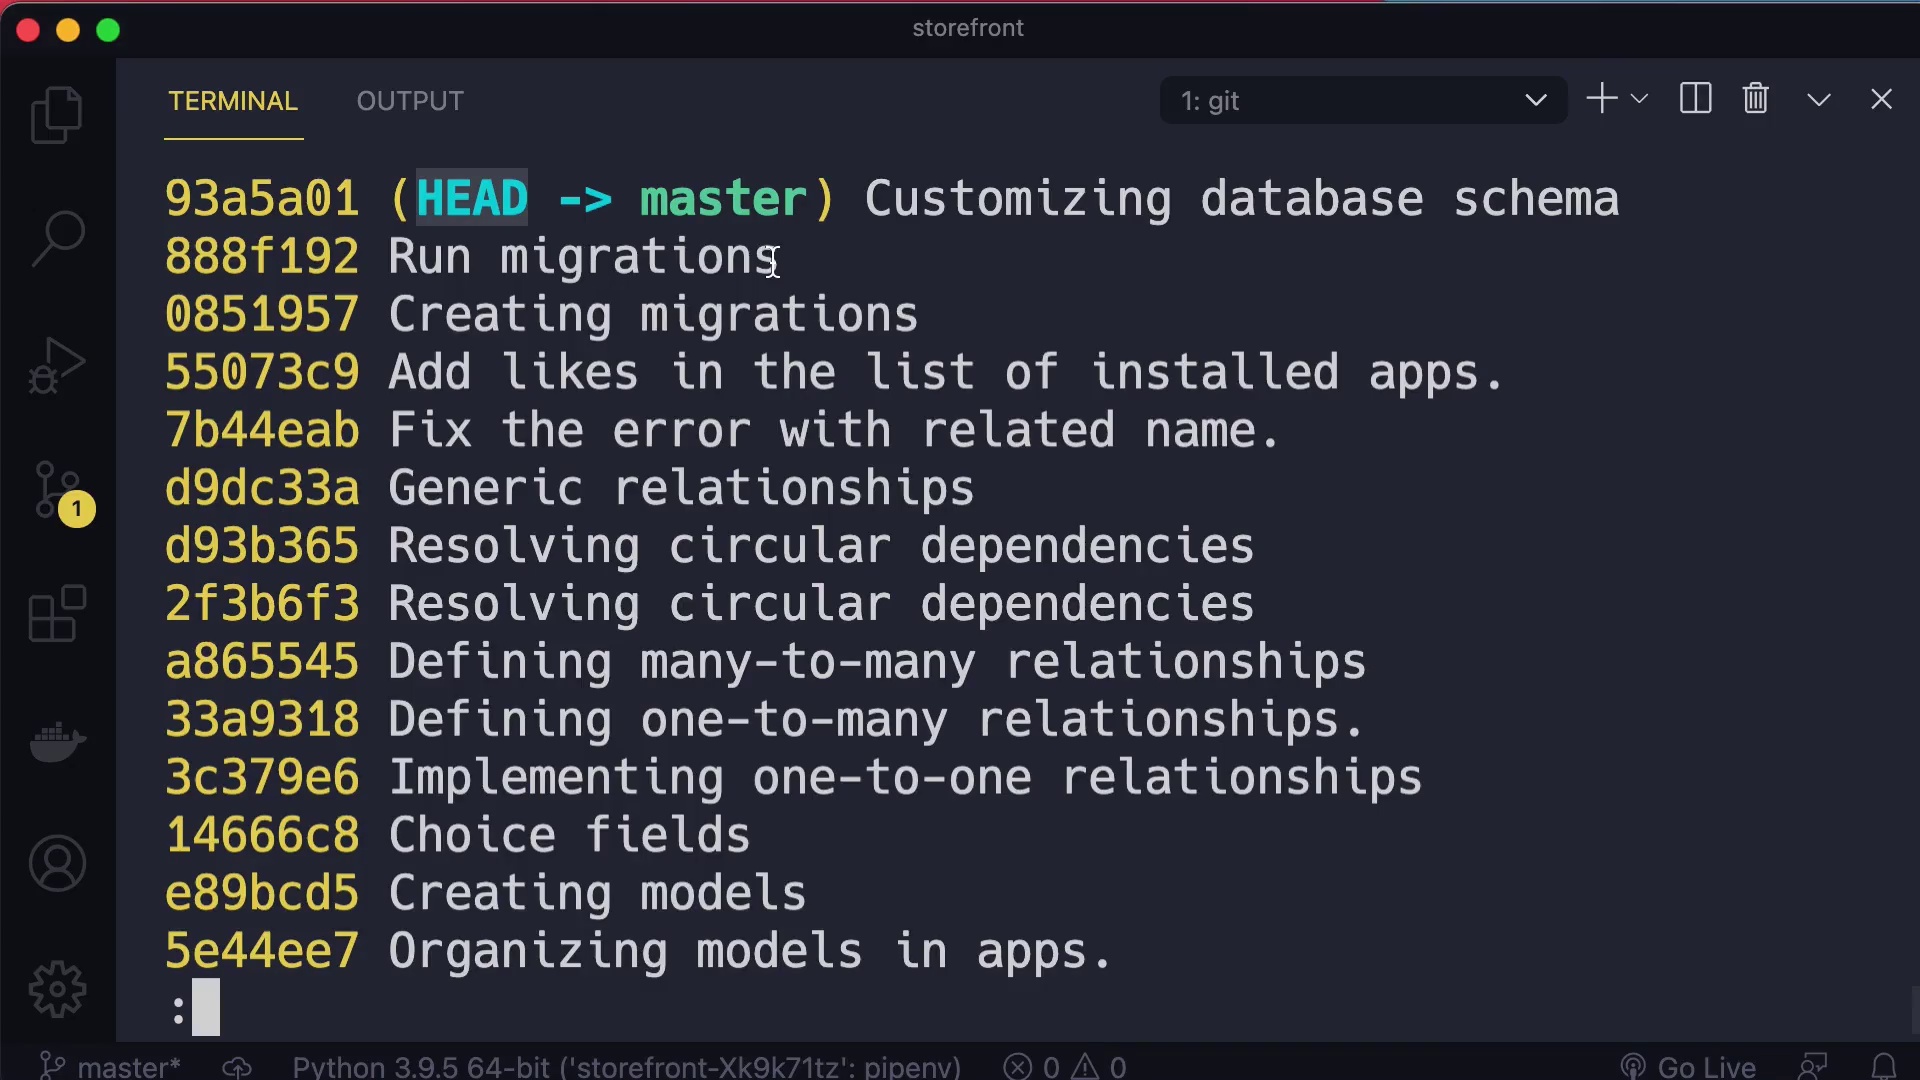 storefront
TERMINAL OUTPUT 1: git
93a5a01 (HEAD -> master) Customizing database schema
888f192 Run migrations
0851957 Creating migrations
55073c9 Add likes in the list of installed apps.
7b44eab Fix the error with related name.
d9dc33a Generic relationships
d93b365 Resolving circular dependencies
2f3b6f3 Resolving circular dependencies
a865545 Defining many-to-many relationships
33a9318 Defining one-to-many relationships.
3c379e6 Implementing one-to-one relationships
14666c8 Choice fields
e89bcd5 Creating models
5e44ee7 Organizing models in apps.
:
1
master* Python 3.9.5 64-bit ('storefront-Xk9k71tz': pipenv) 0 0 Go Live